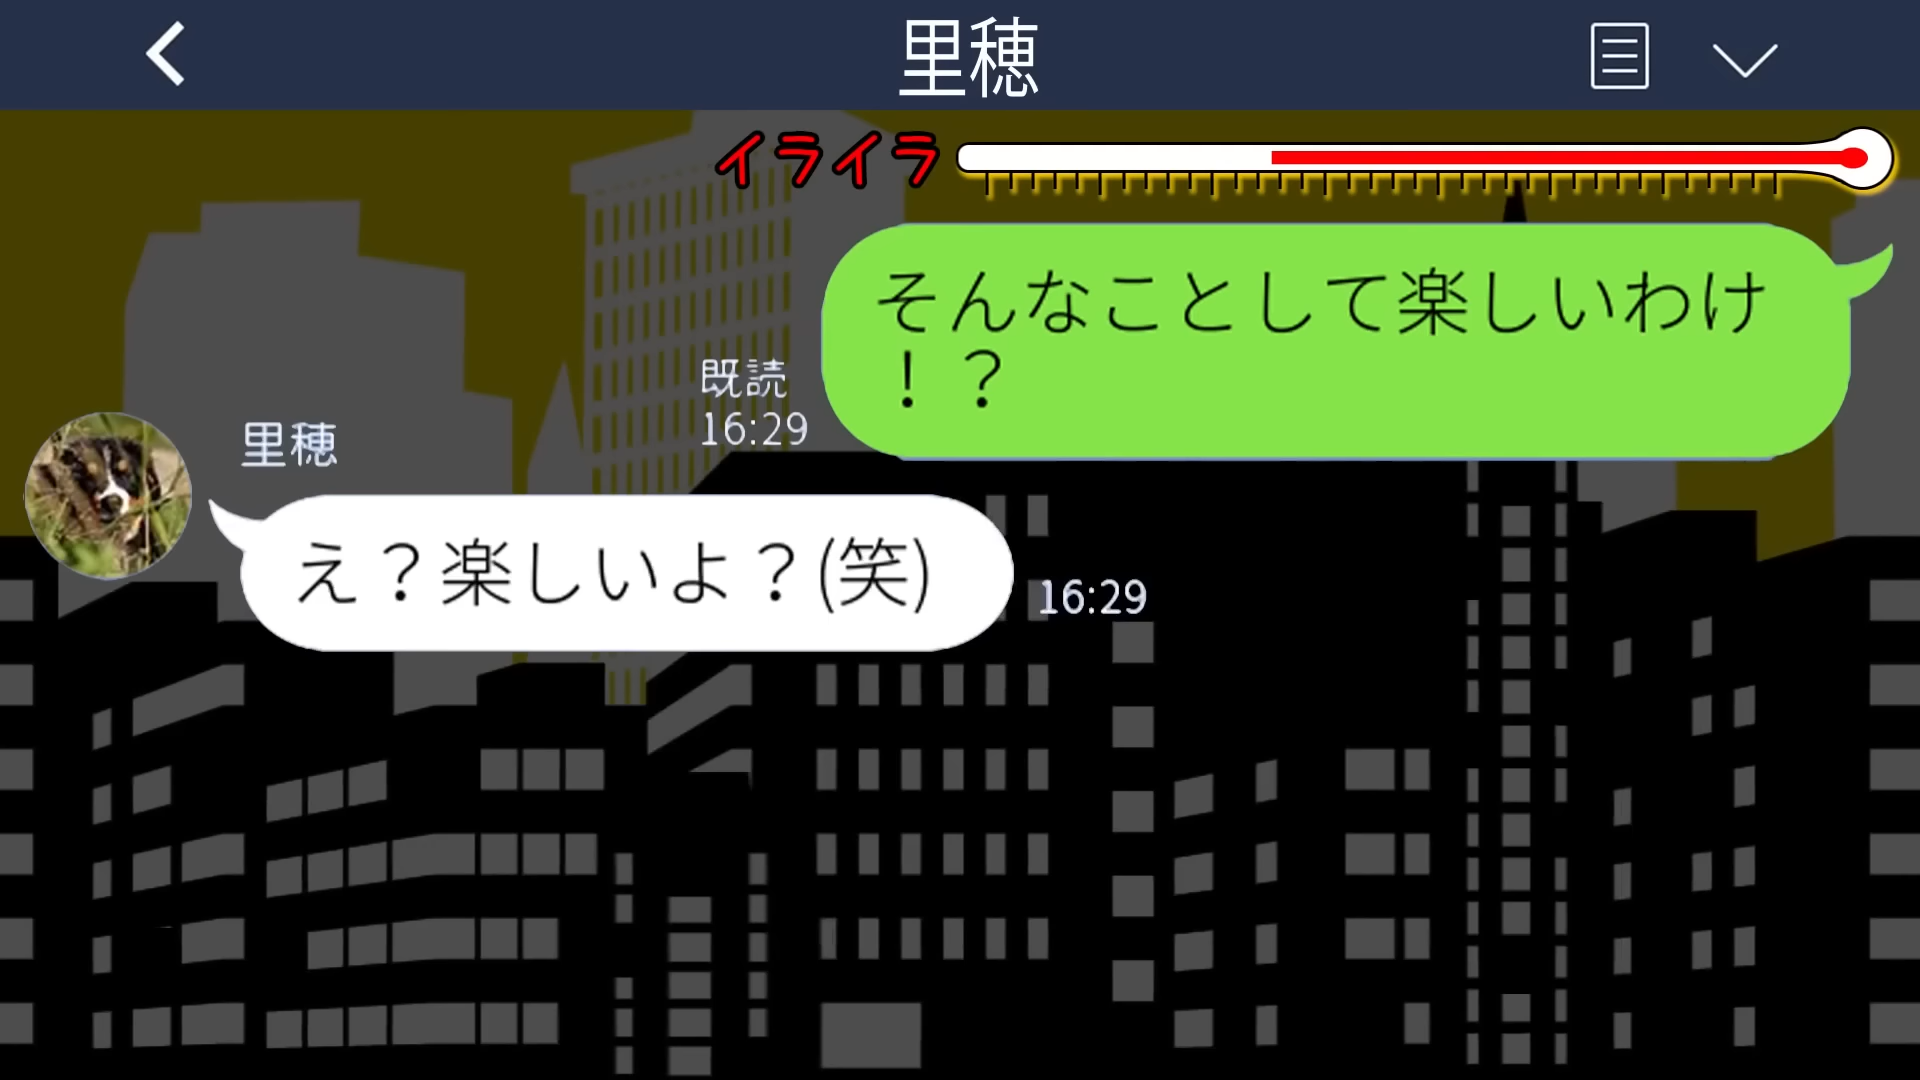 里穂
イライラ
そんなことして楽しいわけ
！？
既読
16:29
里穂
え？楽しいよ？(笑)
16:29